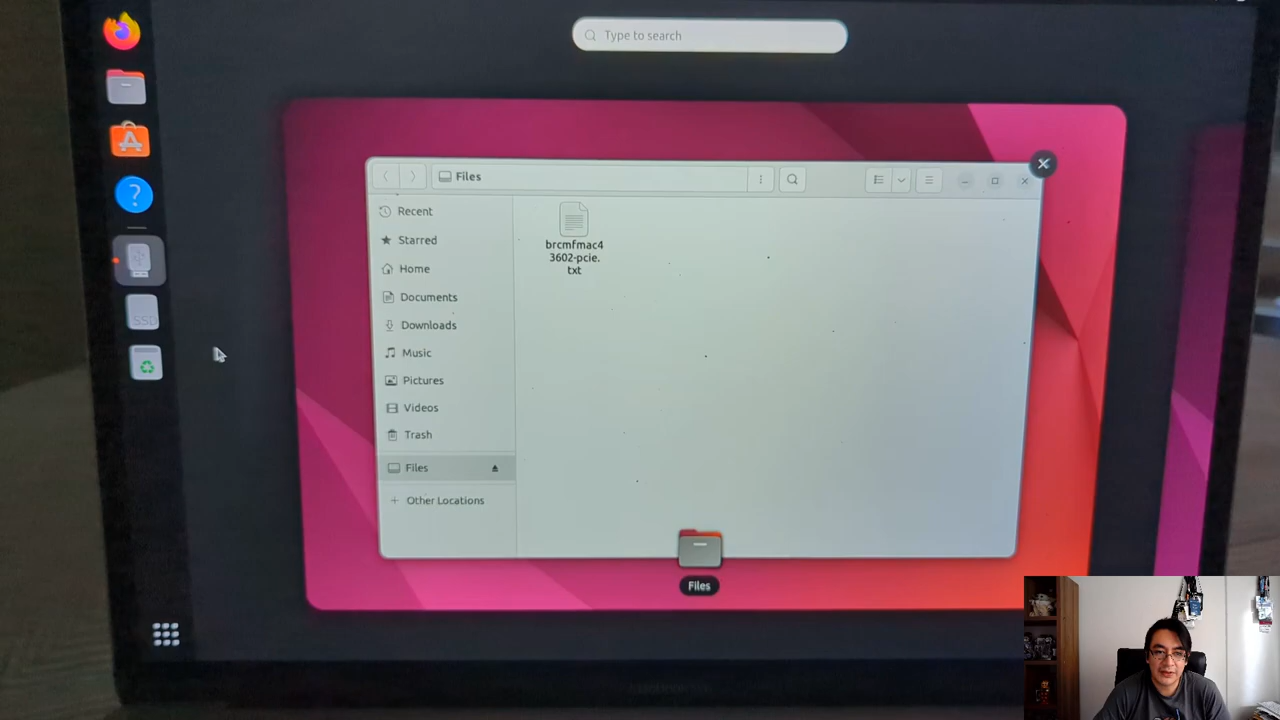 Type to search
Files
Recent
Starred
Home
Documents
Downloads
Music
Pictures
Videos
Trash
Files
Other Locations
brcmfmac4
3602-pcie.
txt
SSD
Files